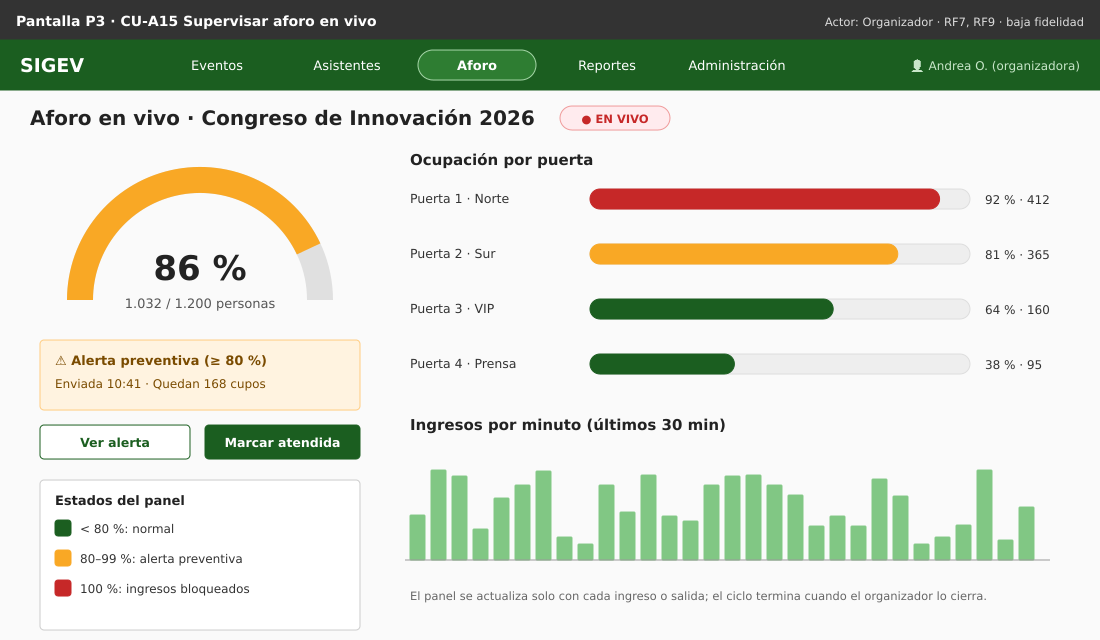 Pantalla P3 · CU-A15 Supervisar aforo en vivo
Actor: Organizador · RF7, RF9 · baja fidelidad
SIGEV
Eventos
Asistentes
Aforo
Reportes
Administración
👤 Andrea O. (organizadora)
Aforo en vivo · Congreso de Innovación 2026
● EN VIVO
86 %
1.032 / 1.200 personas
⚠ Alerta preventiva (≥ 80 %)
Enviada 10:41 · Quedan 168 cupos
Ver alerta
Marcar atendida
Estados del panel
< 80 %: normal
80–99 %: alerta preventiva
100 %: ingresos bloqueados
Ocupación por puerta
Puerta 1 · Norte
92 % · 412
Puerta 2 · Sur
81 % · 365
Puerta 3 · VIP
64 % · 160
Puerta 4 · Prensa
38 % · 95
Ingresos por minuto (últimos 30 min)
El panel se actualiza solo con cada ingreso o salida; el ciclo termina cuando el organizador lo cierra.